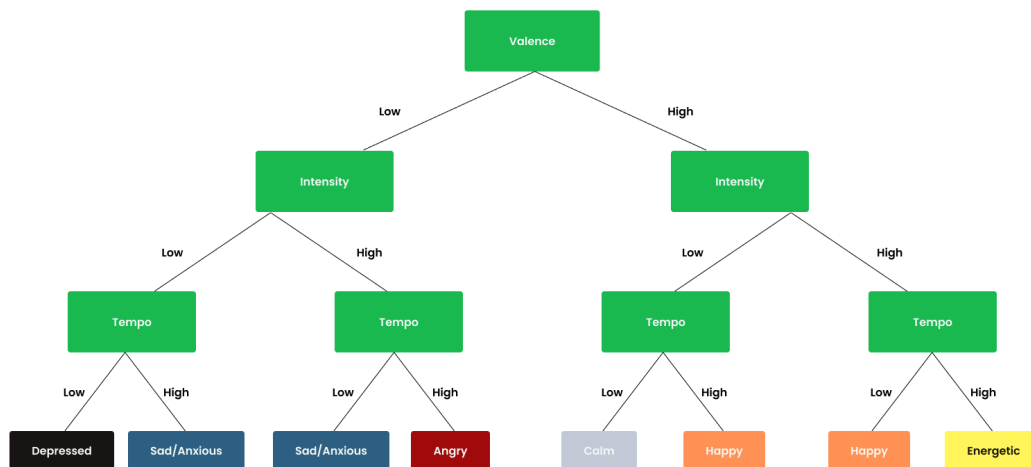 Valence
Low
High
Intensity
Intensity
Low
High
Low
High
Tempo
Tempo
Tempo
Tempo
Low
High
Low
High
Low
High
Low
High
Depressed
Sad/Anxious
Sad/Anxious
Angry
Calm
Happy
Happy
Energetic